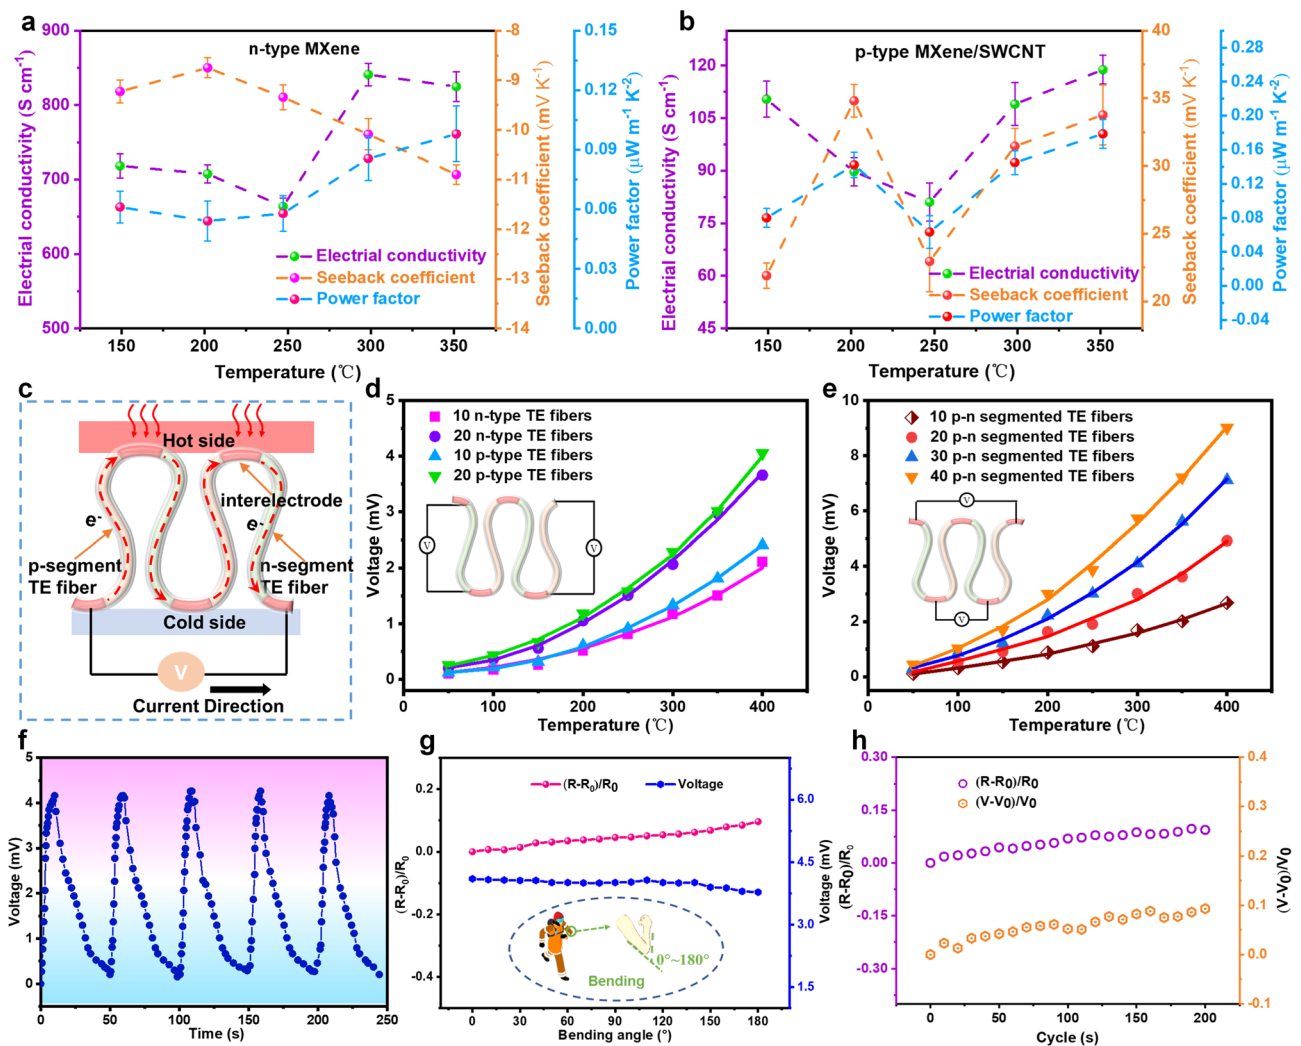 a
n-type MXene
900
800
700
600
500
Electrical conductivity (S cm⁻¹)
-8
-9
-10
-11
-12
-13
-14
Seeback coefficient (mV K⁻¹)
0.15
0.12
0.09
0.06
0.03
0.00
Power factor (μW m⁻¹ K⁻²)
Electrial conductivity
Seeback coefficient
Power factor
150 200 250 300 350
Temperature (℃)
b
p-type MXene/SWCNT
120
105
90
75
60
45
Electrical conductivity (S cm⁻¹)
40
35
30
25
20
Seeback coefficient (mV K⁻¹)
0.28
0.24
0.20
0.16
0.12
0.08
0.04
0.00
-0.04
Power factor (μW m⁻¹ K⁻²)
Electrial conductivity
Seeback coefficient
Power factor
150 200 250 300 350
Temperature (℃)
c
Hot side
interelectrode
e⁻
e⁻
p-segment
TE fiber
n-segment
TE fiber
Cold side
V
Current Direction
d
10 n-type TE fibers
20 n-type TE fibers
10 p-type TE fibers
20 p-type TE fibers
V
V
5
4
3
2
1
0
Voltage (mV)
0 100 200 300 400
Temperature (℃)
e
10 p-n segmented TE fibers
20 p-n segmented TE fibers
30 p-n segmented TE fibers
40 p-n segmented TE fibers
V
V
10
8
6
4
2
0
Voltage (mV)
0 100 200 300 400
Temperature (℃)
f
5
4
3
2
1
0
Voltage (mV)
0 50 100 150 200 250
Time (s)
g
(R-R₀)/R₀
Voltage
0.2
0.0
-0.2
-0.4
(R-R₀)/R₀
6.0
4.5
3.0
1.5
Voltage (mV)
0°~180°
Bending
0 30 60 90 120 150 180
Bending angle (°)
h
(R-R₀)/R₀
(V-V₀)/V₀
0.30
0.15
0.00
-0.15
-0.30
(R-R₀)/R₀
0.4
0.3
0.2
0.1
0.0
-0.1
(V-V₀)/V₀
0 50 100 150 200
Cycle (s)